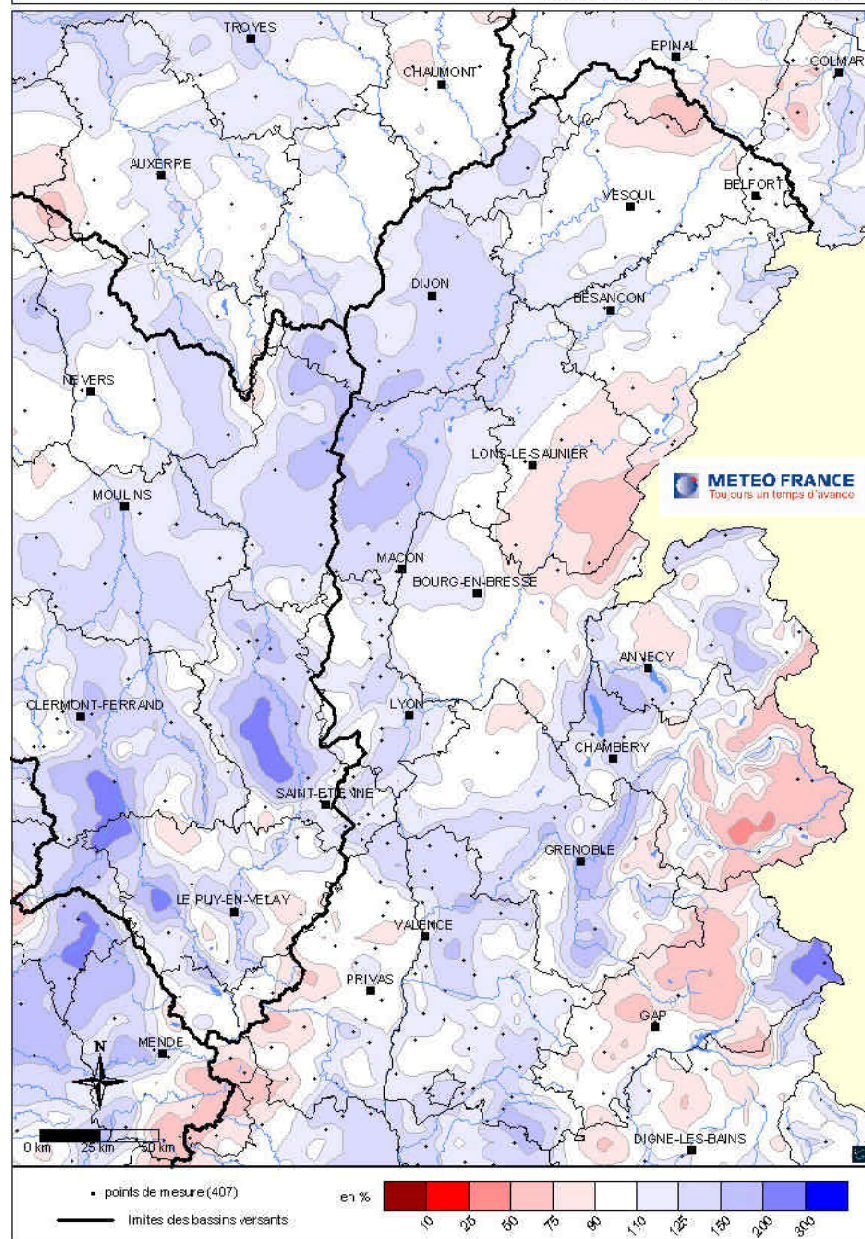 TROYES
EPINAL
CHAUMONT
COLMAR
AUXERRE
VESOUL
BELFORT
DIJON
BESANCON
NEVERS
LONS-LE-SAUNIER
METEO FRANCE
Toujours un temps d'avance
MOULINS
MACON
BOURG-EN-BRESSE
ANNECY
CLERMONT-FERRAND
LYON
CHAMBERY
SAINT-ETIENNE
GRENOBLE
LE PUY-EN-VELAY
VALENCE
PRIVAS
GAP
MENDE
N
DIGNE-LES-BAINS
0 km 25 km 50 km
points de mesure (407)
limites des bassins versants
en %
10 25 50 75 90 110 125 150 200 300